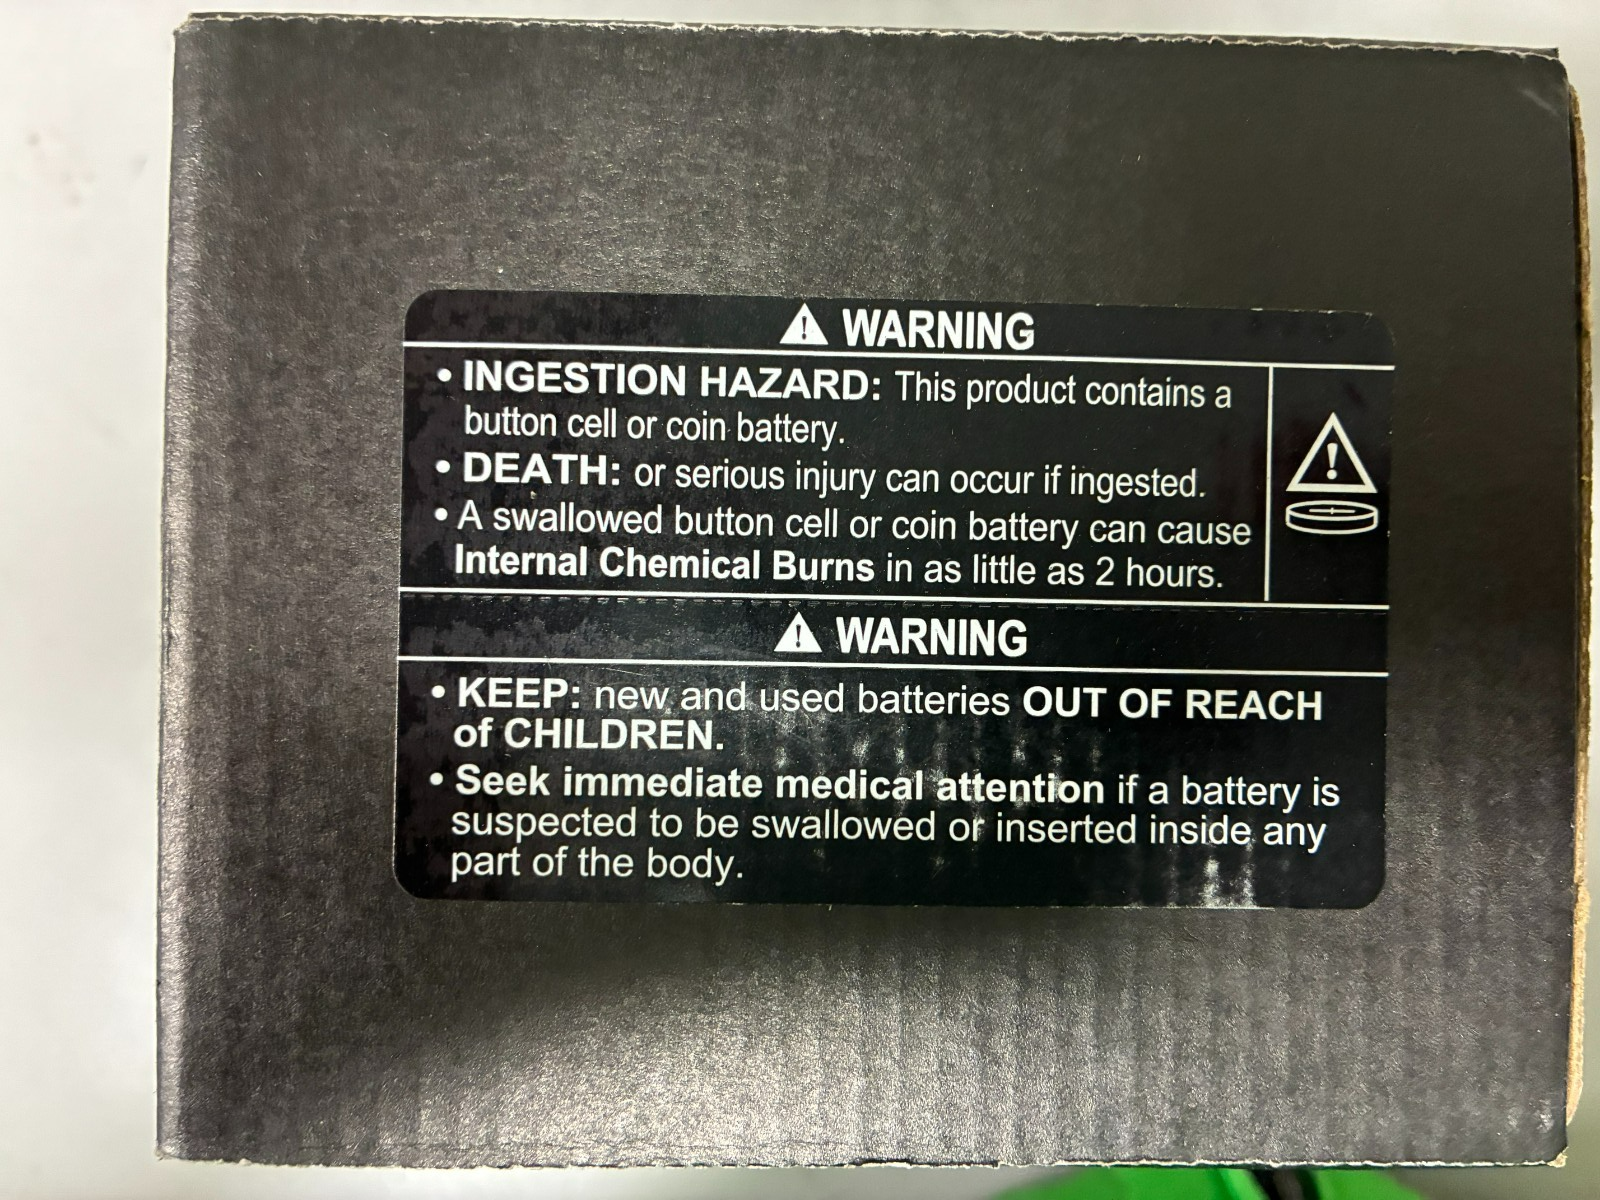 ⚠ WARNING
• INGESTION HAZARD: This product contains a
button cell or coin battery.
• DEATH: or serious injury can occur if ingested.
• A swallowed button cell or coin battery can cause
Internal Chemical Burns in as little as 2 hours.
⚠ WARNING
• KEEP: new and used batteries OUT OF REACH
of CHILDREN.
• Seek immediate medical attention if a battery is
suspected to be swallowed or inserted inside any
part of the body.